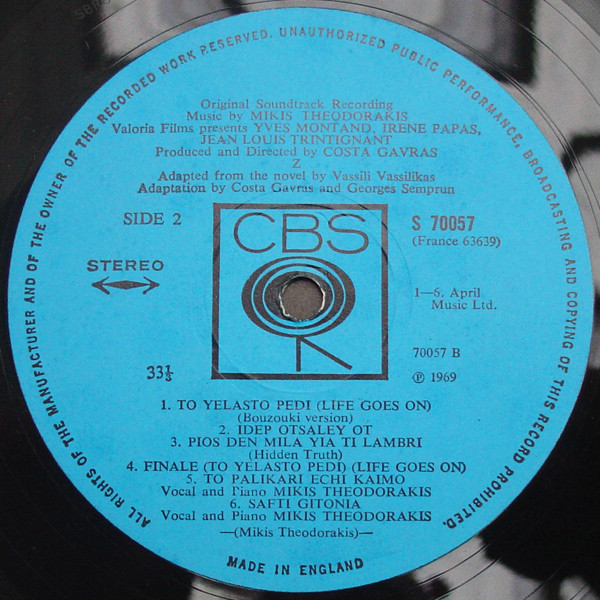 ALL RIGHTS OF THE MANUFACTURER AND OF THE OWNER OF THE RECORDED WORK RESERVED. UNAUTHORIZED PUBLIC PERFORMANCE, BROADCASTING AND COPYING OF THIS RECORD PROHIBITED.
Original Soundtrack Recording
Music by MIKIS THEODORAKIS
Valoria Films presents YVES MONTAND, IRENE PAPAS,
JEAN LOUIS TRINTIGNANT
Produced and Directed by COSTA GAVRAS
Z
Adapted from the novel by Vassili Vassilikas
Adaptation by Costa Gavras and Georges Semprun
SIDE 2
CBS
S 70057
(France 63639)
STEREO
1—6. April
Music Ltd.
33⅓
70057 B
℗ 1969
1. TO YELASTO PEDI (LIFE GOES ON)
(Bouzouki version)
2. IDEP OTSALEY OT
3. PIOS DEN MILA YIA TI LAMBRI
(Hidden Truth)
4. FINALE (TO YELASTO PEDI) (LIFE GOES ON)
5. TO PALIKARI ECHI KAIMO
Vocal and Piano MIKIS THEODORAKIS
6. SAFTI GITONIA
Vocal and Piano MIKIS THEODORAKIS
—(Mikis Theodorakis)—
MADE IN ENGLAND